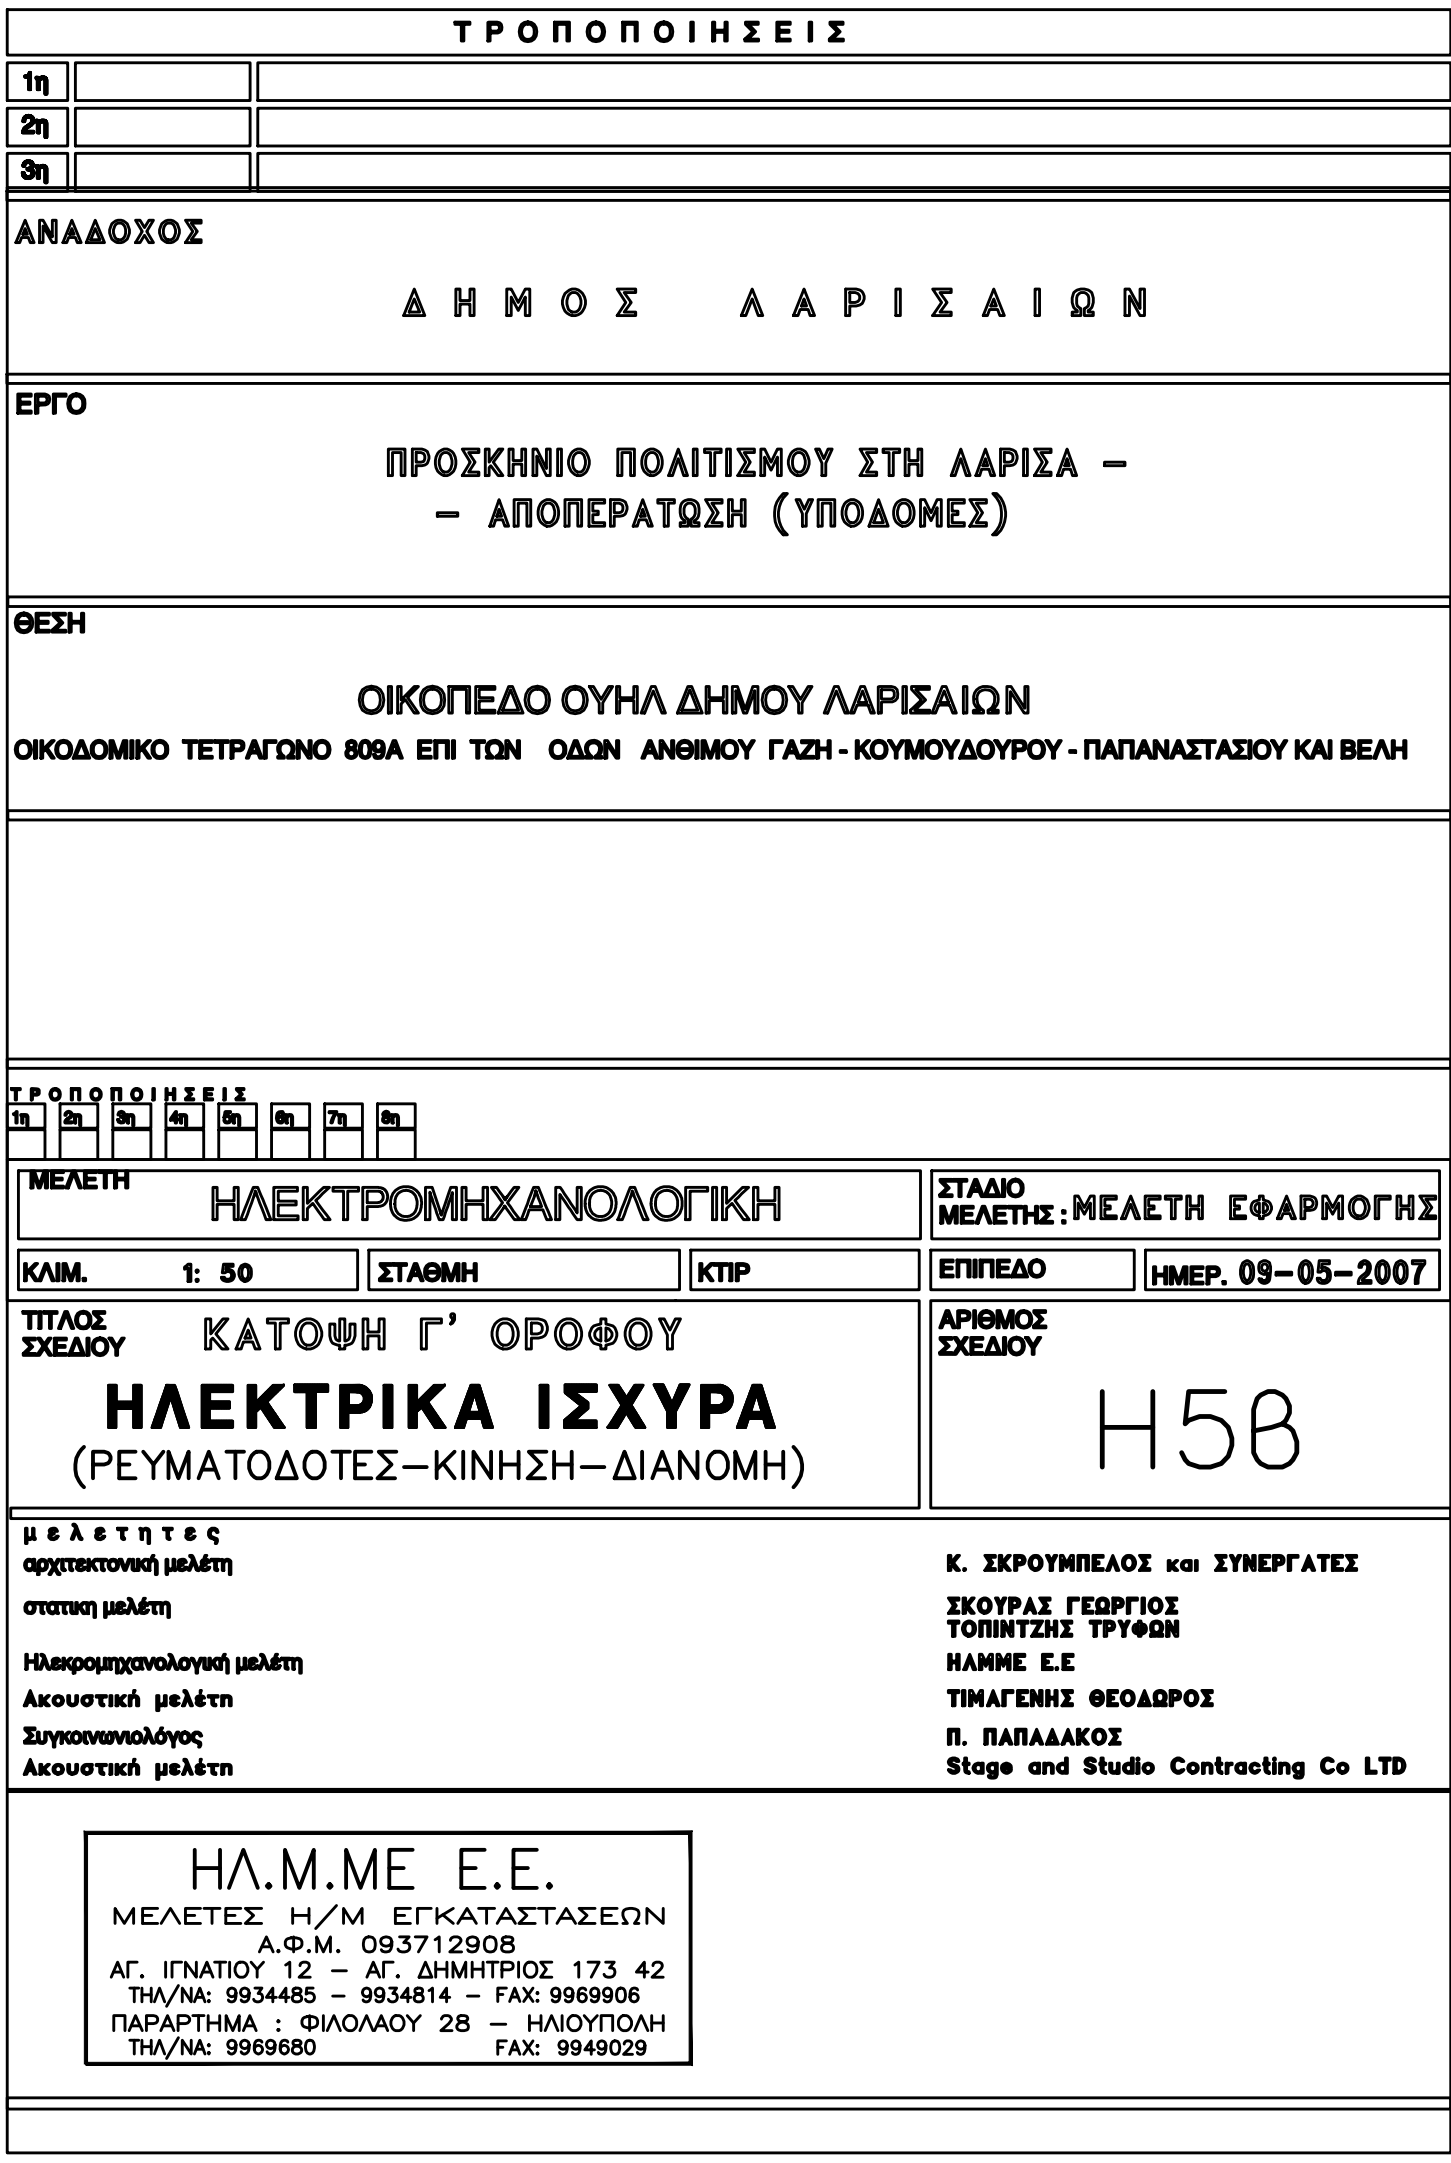 ΤΡΟΠΟΠΟΙΗΣΕΙΣ
1η
2η
3η
ΑΝΑΔΟΧΟΣ
ΔΗΜΟΣ ΛΑΡΙΣΑΙΩΝ
ΕΡΓΟ
ΠΡΟΣΚΗΝΙΟ ΠΟΛΙΤΙΣΜΟΥ ΣΤΗ ΛΑΡΙΣΑ –
– ΑΠΟΠΕΡΑΤΩΣΗ (ΥΠΟΔΟΜΕΣ)
ΘΕΣΗ
ΟΙΚΟΠΕΔΟ ΟΥΗΛ ΔΗΜΟΥ ΛΑΡΙΣΑΙΩΝ
ΟΙΚΟΔΟΜΙΚΟ ΤΕΤΡΑΓΩΝΟ 809Α ΕΠΙ ΤΩΝ ΟΔΩΝ ΑΝΘΙΜΟΥ ΓΑΖΗ - ΚΟΥΜΟΥΔΟΥΡΟΥ - ΠΑΠΑΝΑΣΤΑΣΙΟΥ ΚΑΙ ΒΕΛΗ
ΤΡΟΠΟΠΟΙΗΣΕΙΣ
1η 2η 3η 4η 5η 6η 7η 8η
ΜΕΛΕΤΗ ΗΛΕΚΤΡΟΜΗΧΑΝΟΛΟΓΙΚΗ
ΣΤΑΔΙΟ
ΜΕΛΕΤΗΣ : ΜΕΛΕΤΗ ΕΦΑΡΜΟΓΗΣ
ΚΛΙΜ. 1: 50 ΣΤΑΘΜΗ ΚΤΙΡ ΕΠΙΠΕΔΟ ΗΜΕΡ. 09-05-2007
ΤΙΤΛΟΣ
ΣΧΕΔΙΟΥ ΚΑΤΟΨΗ Γ' ΟΡΟΦΟΥ
ΗΛΕΚΤΡΙΚΑ ΙΣΧΥΡΑ
(ΡΕΥΜΑΤΟΔΟΤΕΣ–ΚΙΝΗΣΗ–ΔΙΑΝΟΜΗ)
ΑΡΙΘΜΟΣ
ΣΧΕΔΙΟΥ
Η5Β
μελετητες
αρχιτεκτονική μελέτη Κ. ΣΚΡΟΥΜΠΕΛΟΣ και ΣΥΝΕΡΓΑΤΕΣ
στατικη μελέτη ΣΚΟΥΡΑΣ ΓΕΩΡΓΙΟΣ
ΤΟΠΙΝΤΖΗΣ ΤΡΥΦΩΝ
Ηλεκρομηχανολογική μελέτη ΗΛΜΜΕ Ε.Ε
Ακουστική μελέτη ΤΙΜΑΓΕΝΗΣ ΘΕΟΔΩΡΟΣ
Συγκοινωνιολόγος Π. ΠΑΠΑΔΑΚΟΣ
Ακουστική μελέτη Stage and Studio Contracting Co LTD
ΗΛ.Μ.ΜΕ Ε.Ε.
ΜΕΛΕΤΕΣ Η/Μ ΕΓΚΑΤΑΣΤΑΣΕΩΝ
Α.Φ.Μ. 093712908
ΑΓ. ΙΓΝΑΤΙΟΥ 12 – ΑΓ. ΔΗΜΗΤΡΙΟΣ 173 42
ΤΗΛ/ΝΑ: 9934485 – 9934814 – FAX: 9969906
ΠΑΡΑΡΤΗΜΑ : ΦΙΛΟΛΑΟΥ 28 – ΗΛΙΟΥΠΟΛΗ
ΤΗΛ/ΝΑ: 9969680 FAX: 9949029